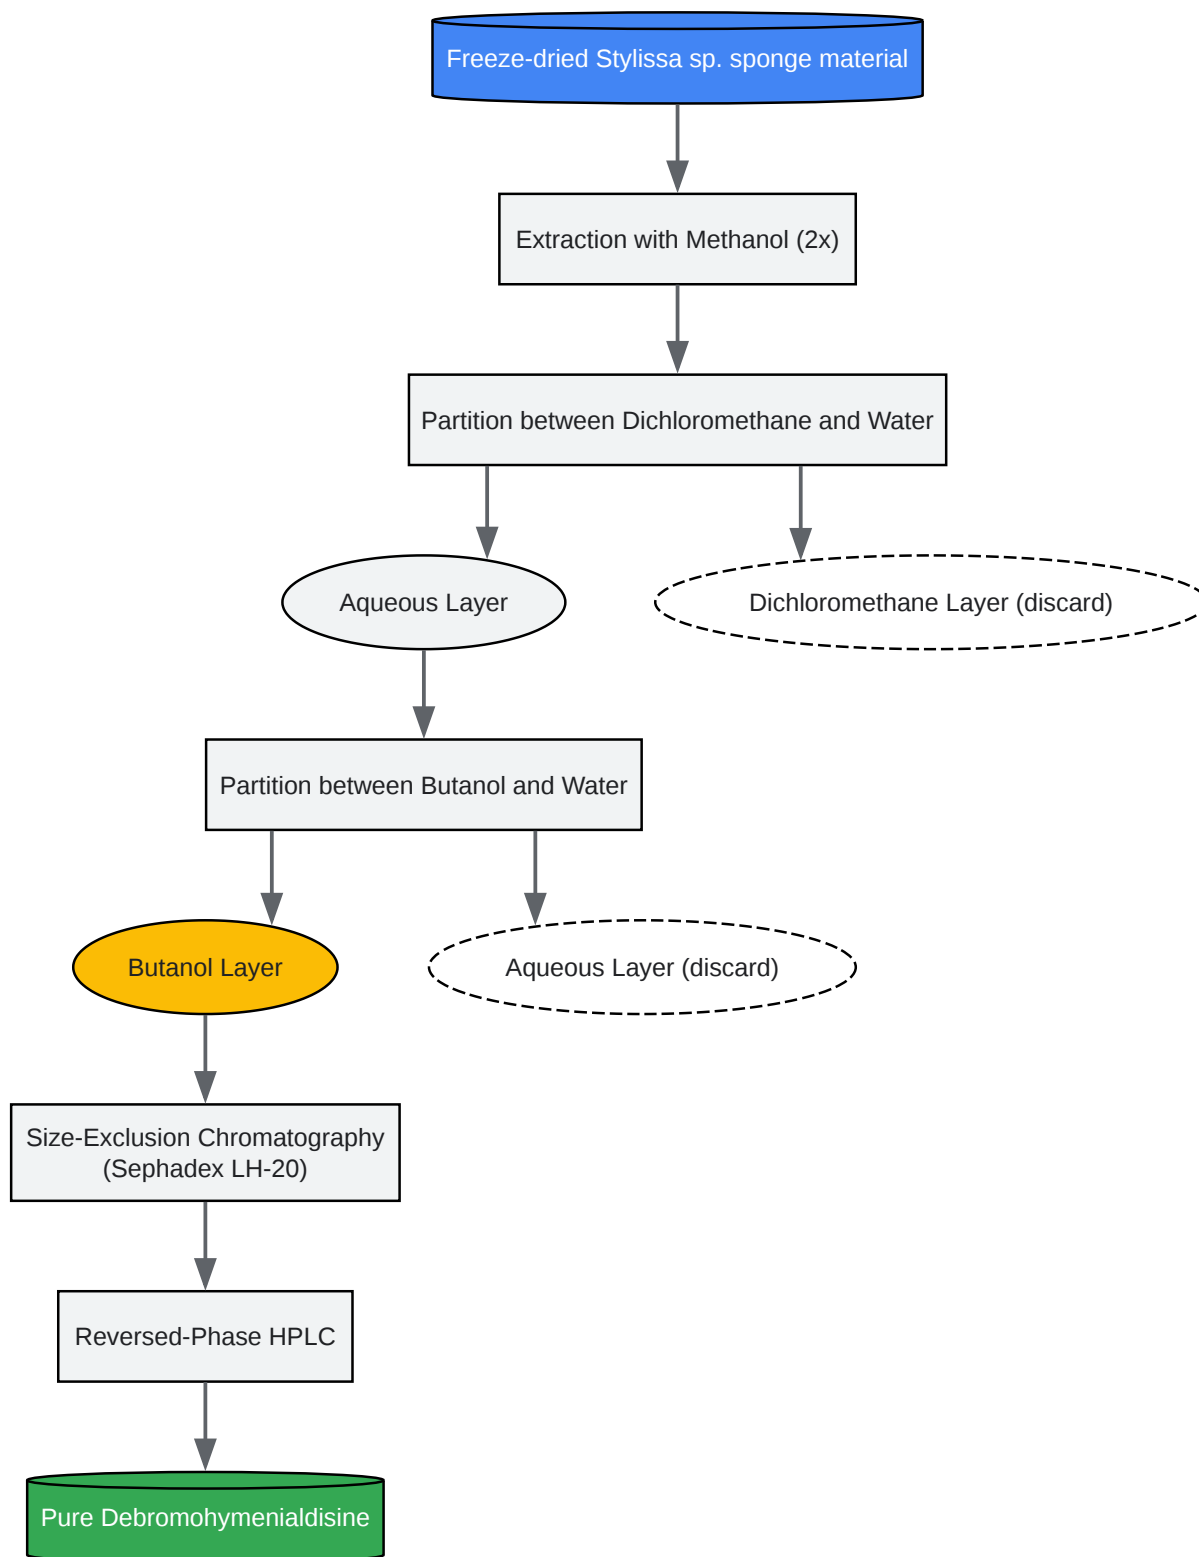 Freeze-dried Stylissa sp. sponge material
Extraction with Methanol (2x)
Partition between Dichloromethane and Water
Aqueous Layer
Dichloromethane Layer (discard)
Partition between Butanol and Water
Butanol Layer
Aqueous Layer (discard)
Size-Exclusion Chromatography
(Sephadex LH-20)
Reversed-Phase HPLC
Pure Debromohymenialdisine